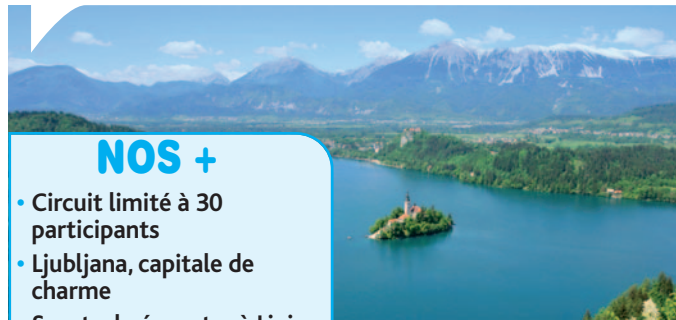 NOS +
• Circuit limité à 30
participants
• Ljubljana, capitale de
charme